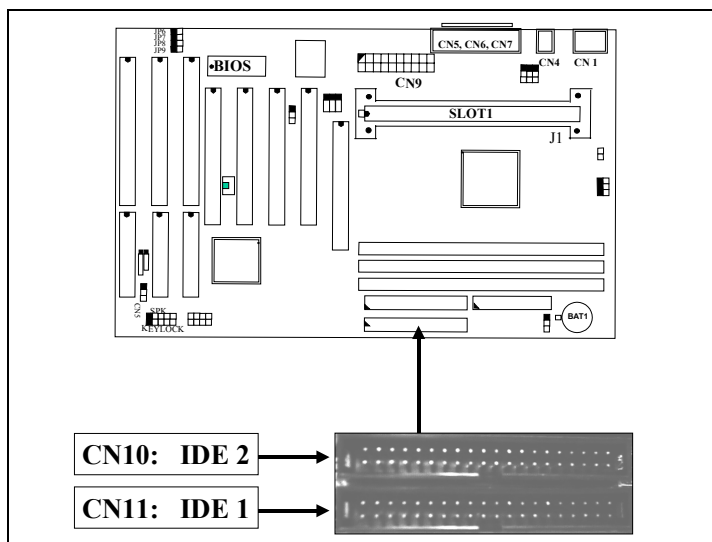 JP6
JP7
JP8
JP9
BIOS
CN5, CN6, CN7
CN4
CN 1
CN9
SLOT1
J1
CN5
SPK
KEYLOCK
BAT1
CN10: IDE 2
CN11: IDE 1